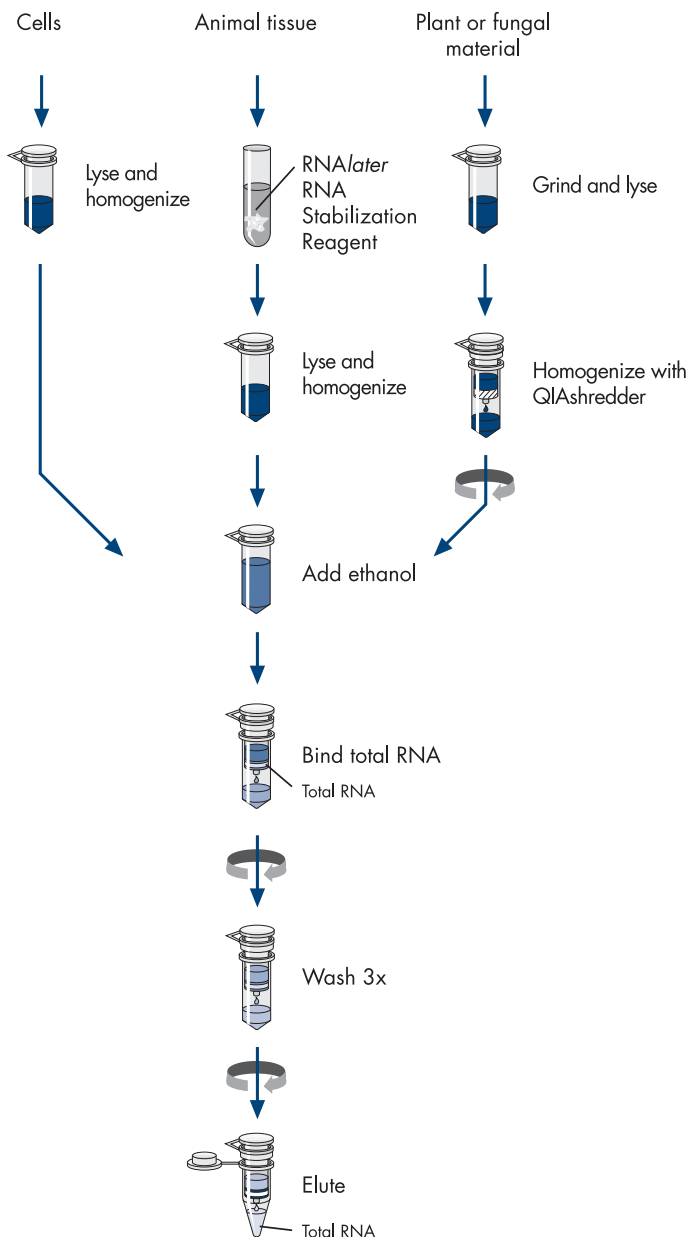 Cells
Animal tissue
Plant or fungal
material
Lyse and
homogenize
RNAlater
RNA
Stabilization
Reagent
Grind and lyse
Lyse and
homogenize
Homogenize with
QIAshredder
Add ethanol
Bind total RNA
Total RNA
Wash 3x
Elute
Total RNA